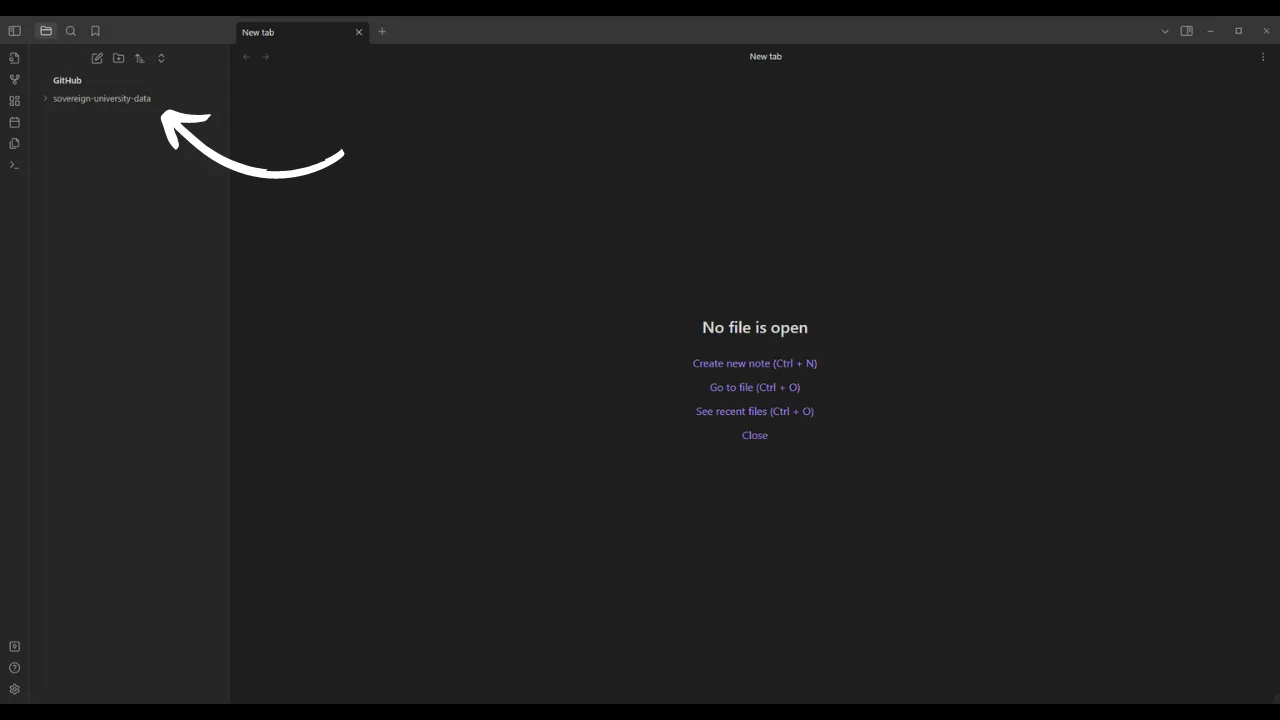 New tab
New tab
GitHub
sovereign-university-data
No file is open
Create new note (Ctrl + N)
Go to file (Ctrl + O)
See recent files (Ctrl + O)
Close